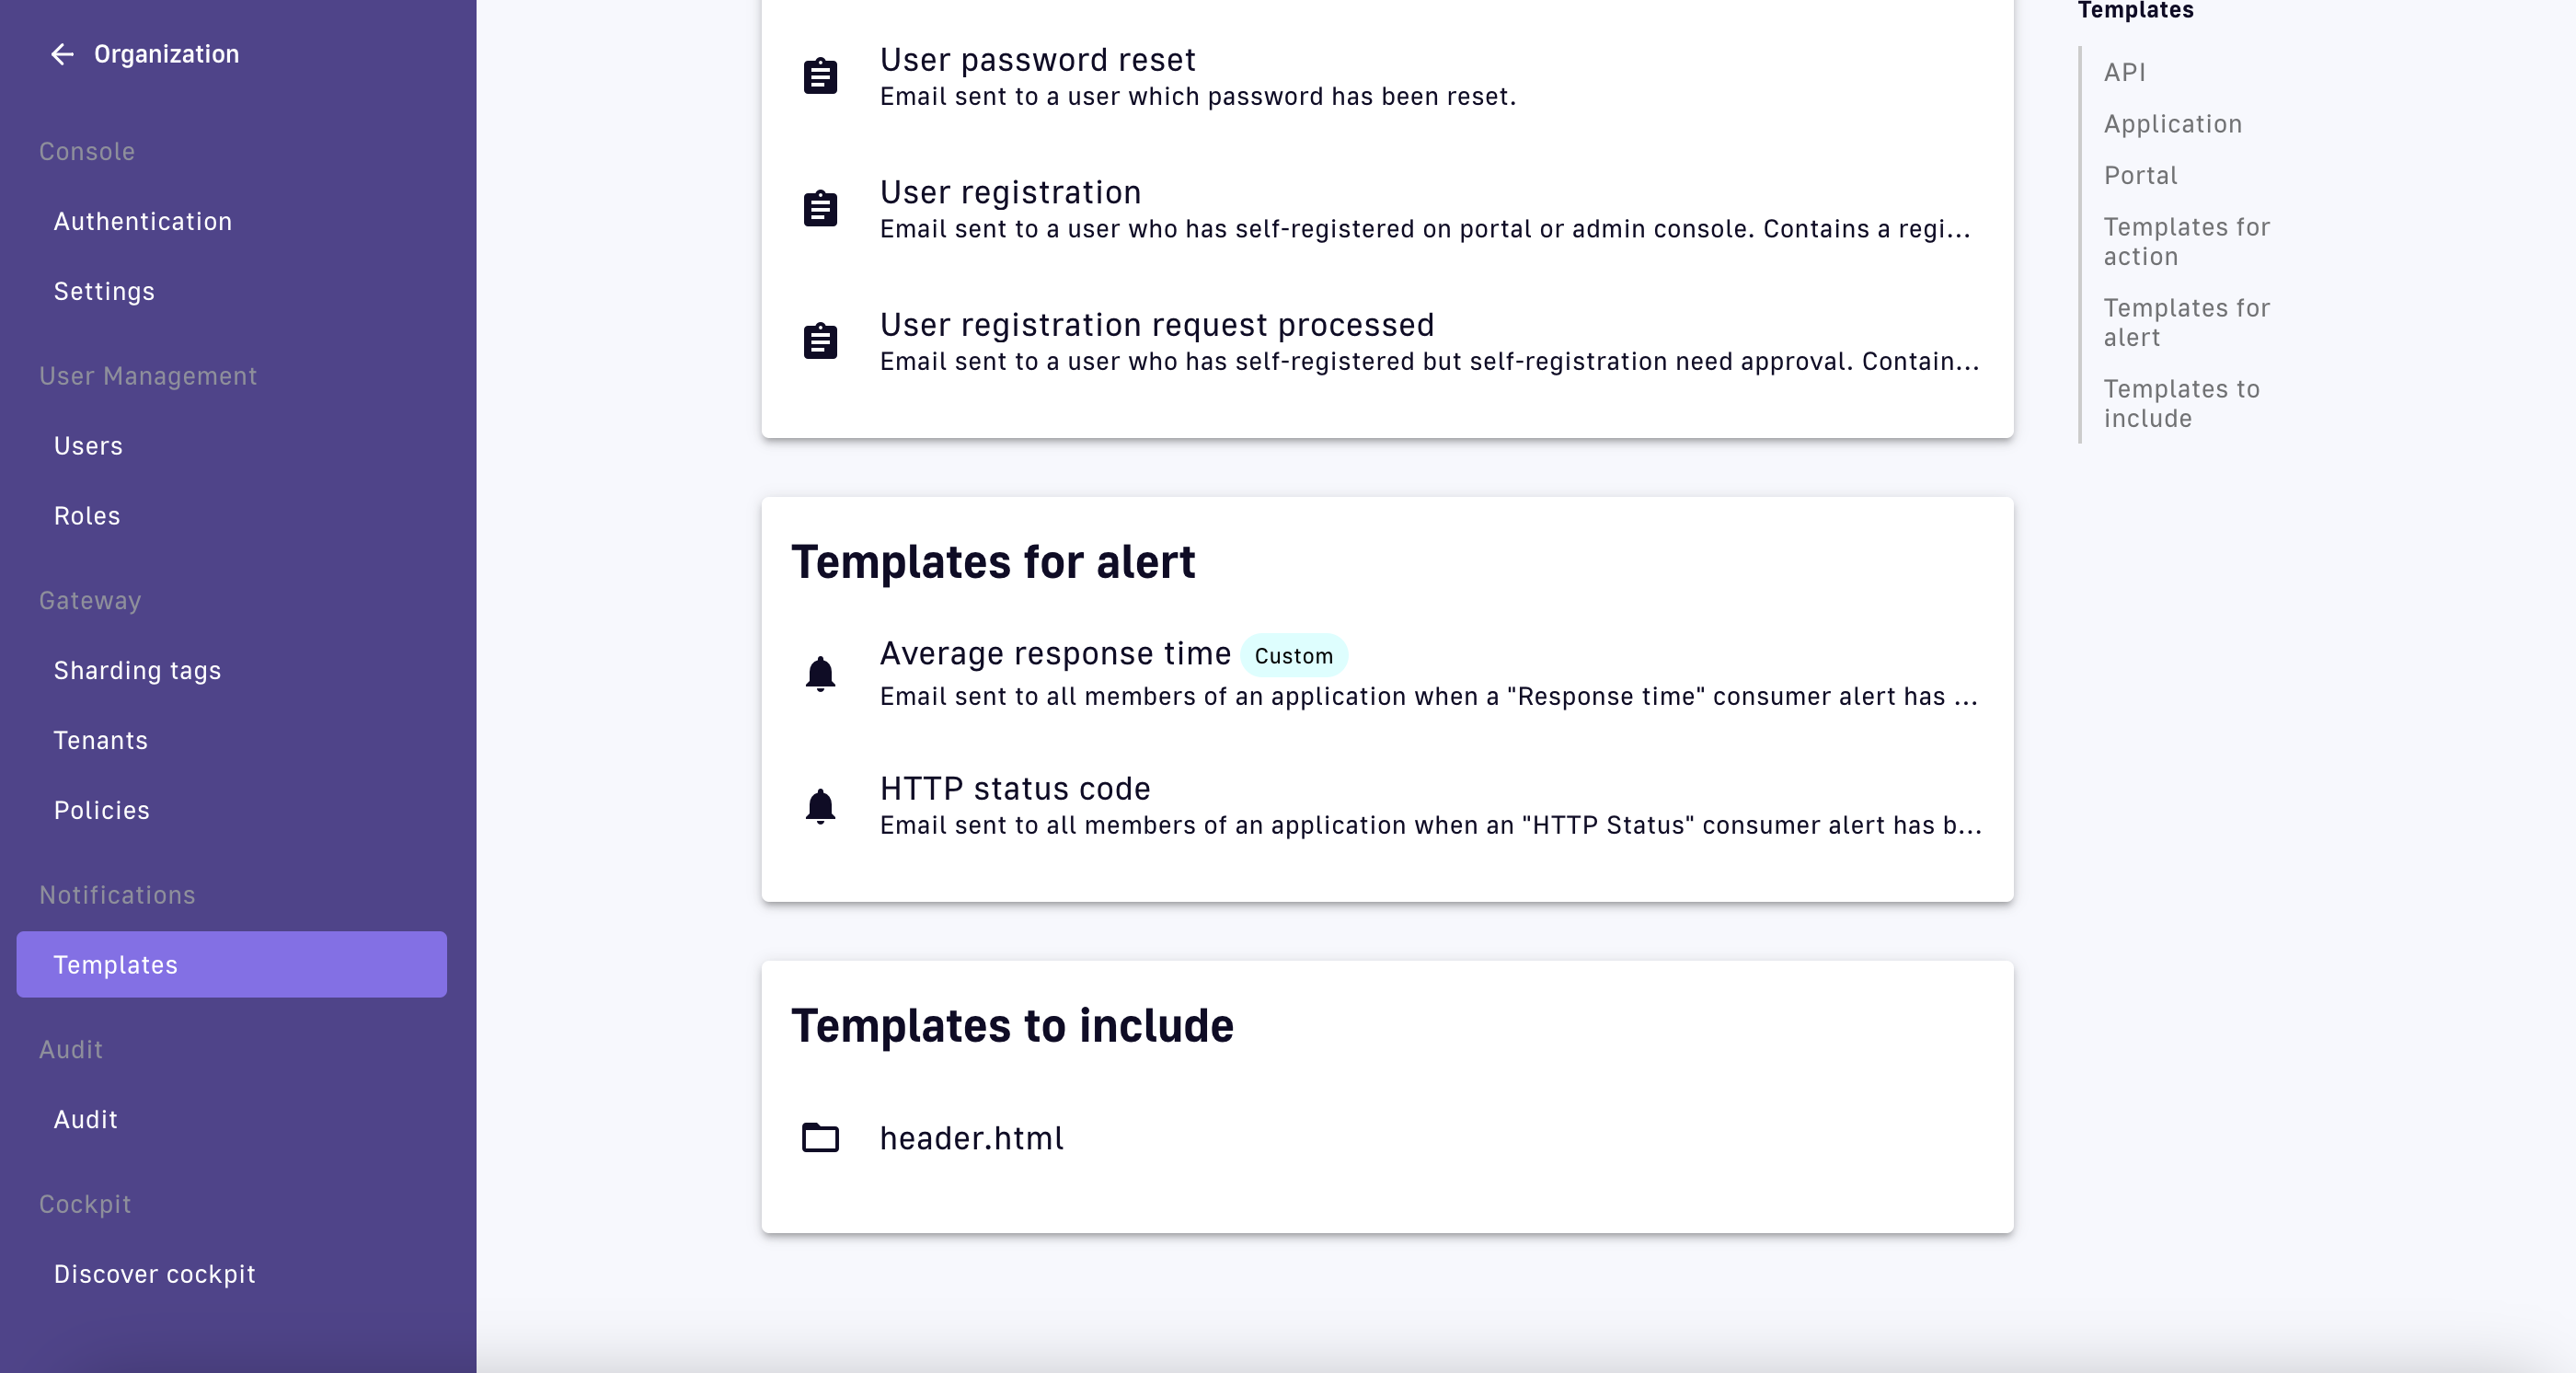 Organization
Console
Authentication
Settings
User Management
Users
Roles
Gateway
Sharding tags
Tenants
Policies
Notifications
Templates
Audit
Audit
Cockpit
Discover cockpit
User password reset
Email sent to a user which password has been reset.
User registration
Email sent to a user who has self-registered on portal or admin console. Contains a regi...
User registration request processed
Email sent to a user who has self-registered but self-registration need approval. Contain...
Templates for alert
Average response time Custom
Email sent to all members of an application when a "Response time" consumer alert has ...
HTTP status code
Email sent to all members of an application when an "HTTP Status" consumer alert has b...
Templates to include
header.html
Templates
API
Application
Portal
Templates for
action
Templates for
alert
Templates to
include